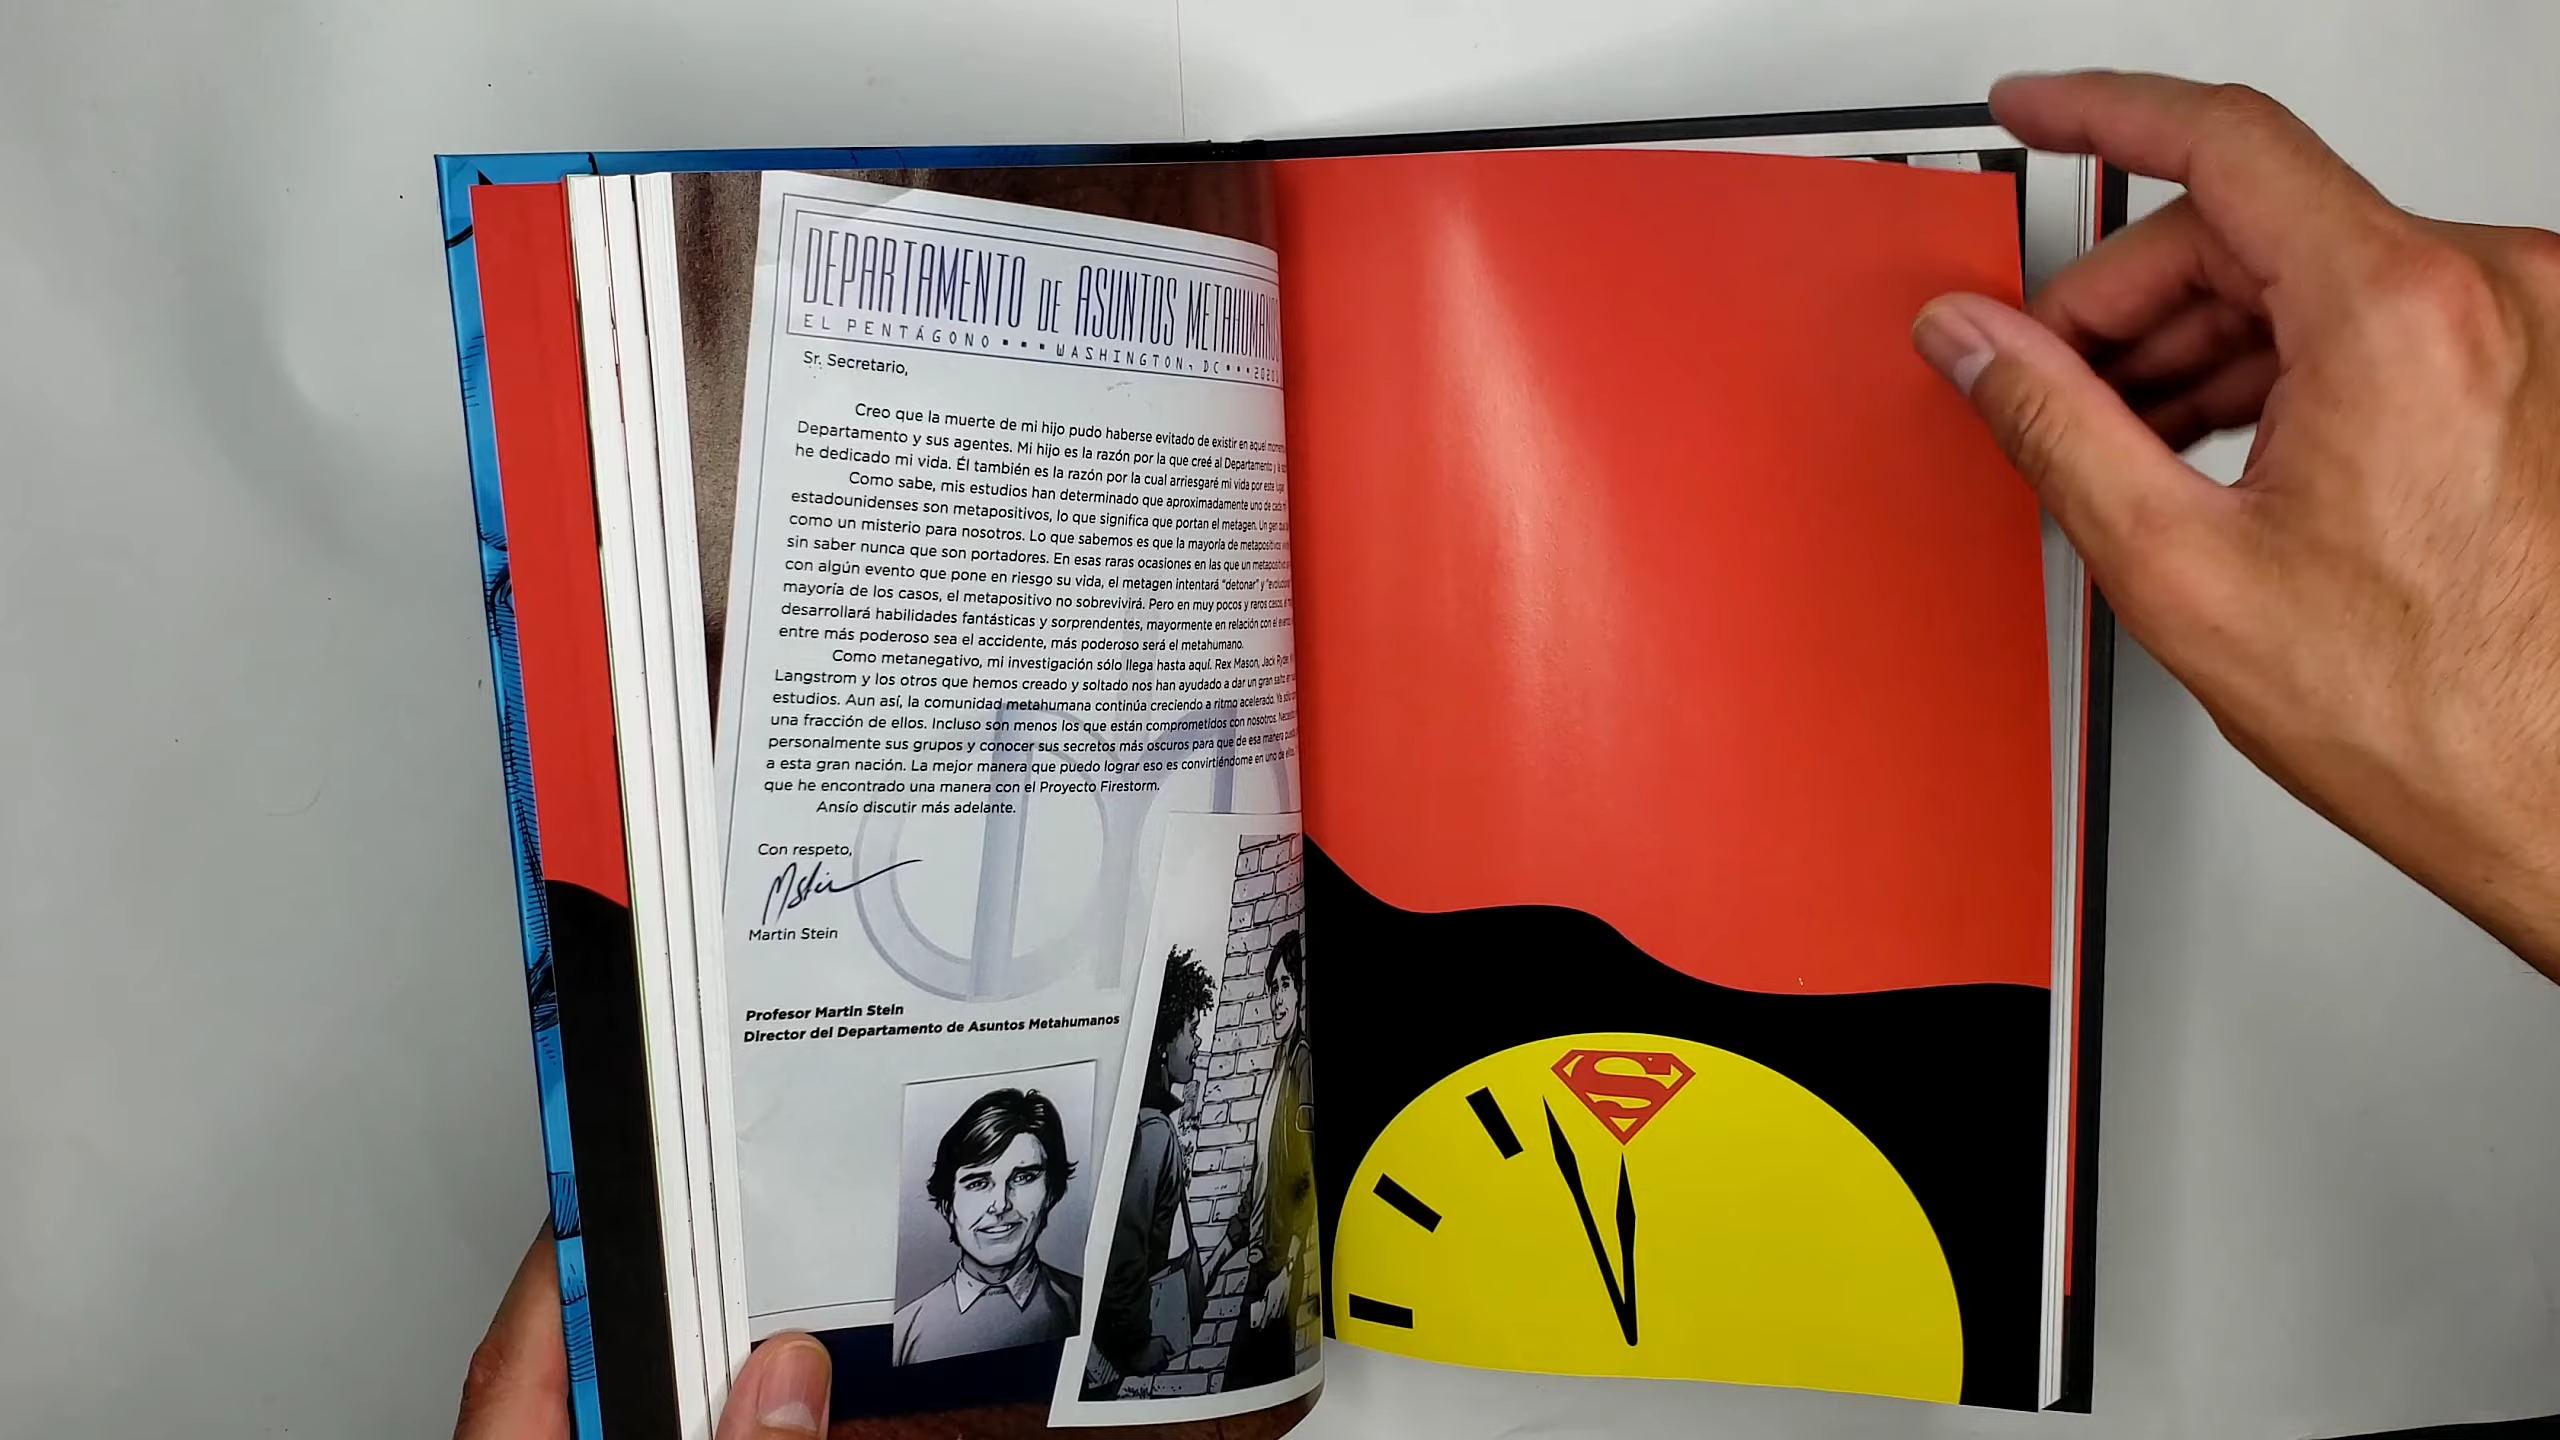 DEPARTAMENTO DE ASUNTOS METAHUMANOS
EL PENTÁGONO ▪ ▪ ▪ WASHINGTON, DC ▪ ▪ ▪
Sr. Secretario,
Creo que la muerte de mi hijo pudo haberse evitado de existir en aquel
Departamento y sus agentes. Mi hijo es la razón por la que creé al Departamento y
he dedicado mi vida. Él también es la razón por la cual arriesgaré mi vida por este
Como sabe, mis estudios han determinado que aproximadamente uno de cada
estadounidenses son metapositivos, lo que significa que portan el metagen. Un gen
como un misterio para nosotros. Lo que sabemos es que la mayoría de metapositivos
sin saber nunca que son portadores. En esas raras ocasiones en las que un metapositivo
con algún evento que pone en riesgo su vida, el metagen intentará "detonar" y
mayoría de los casos, el metapositivo no sobrevivirá. Pero en muy pocos y raros casos,
desarrollará habilidades fantásticas y sorprendentes, mayormente en relación con el
entre más poderoso sea el accidente, más poderoso será el metahumano.
Como metanegativo, mi investigación sólo llega hasta aquí. Rex Mason, Jack Ryder,
Langstrom y los otros que hemos creado y soltado nos han ayudado a dar un gran salto en
estudios. Aun así, la comunidad metahumana continúa creciendo a ritmo acelerado. Ya
una fracción de ellos. Incluso son menos los que están comprometidos con nosotros.
personalmente sus grupos y conocer sus secretos más oscuros para que de esa manera
a esta gran nación. La mejor manera que puedo lograr eso es convirtiéndome en uno de
que he encontrado una manera con el Proyecto Firestorm.
Ansío discutir más adelante.
Con respeto,
MStein
Martin Stein
Profesor Martin Stein
Director del Departamento de Asuntos Metahumanos
S